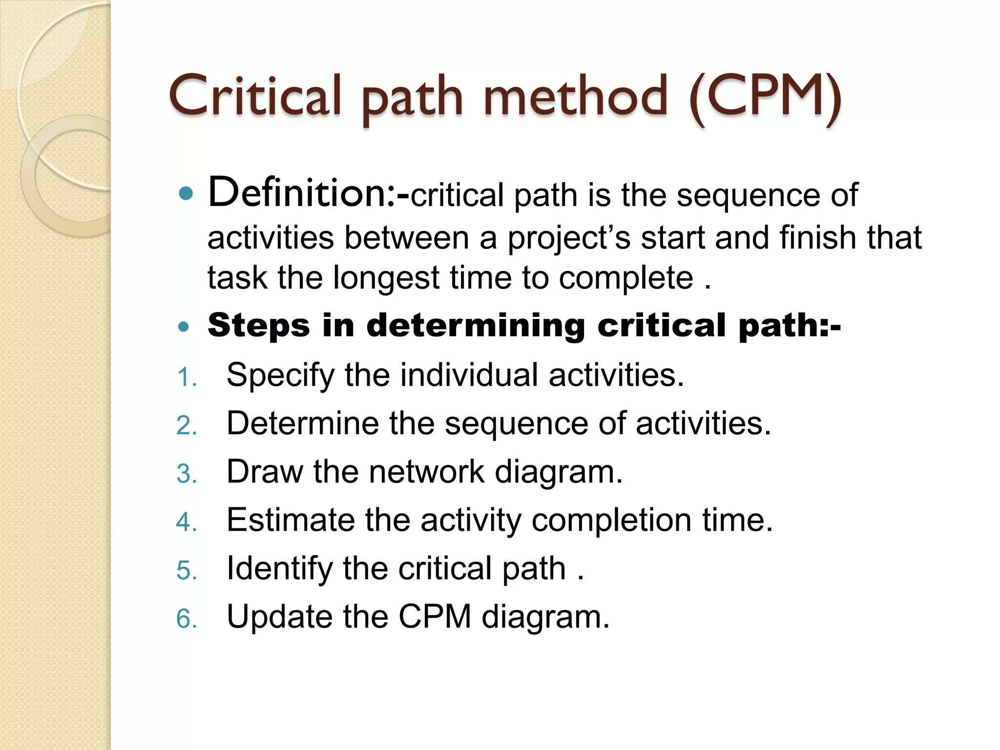 Critical path method (CPM)
• Definition:-critical path is the sequence of
activities between a project’s start and finish that
task the longest time to complete .
• Steps in determining critical path:-
1. Specify the individual activities.
2. Determine the sequence of activities.
3. Draw the network diagram.
4. Estimate the activity completion time.
5. Identify the critical path .
6. Update the CPM diagram.